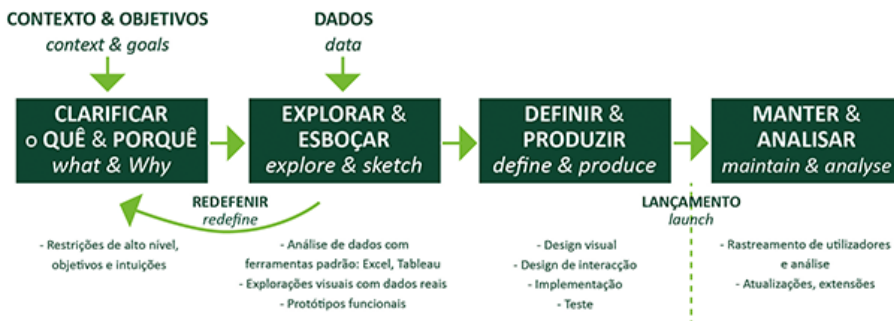 CONTEXTO & OBJETIVOS
context & goals
DADOS
data
CLARIFICAR
o QUÊ & PORQUÊ
what & Why
EXPLORAR &
ESBOÇAR
explore & sketch
DEFINIR &
PRODUZIR
define & produce
MANTER &
ANALISAR
maintain & analyse
REDEFENIR
redefine
LANÇAMENTO
launch
- Restrições de alto nível,
objetivos e intuições
- Análise de dados com
ferramentas padrão: Excel, Tableau
- Explorações visuais com dados reais
- Protótipos funcionais
- Design visual
- Design de interacção
- Implementação
- Teste
- Rastreamento de utilizadores
e análise
- Atualizações, extensões